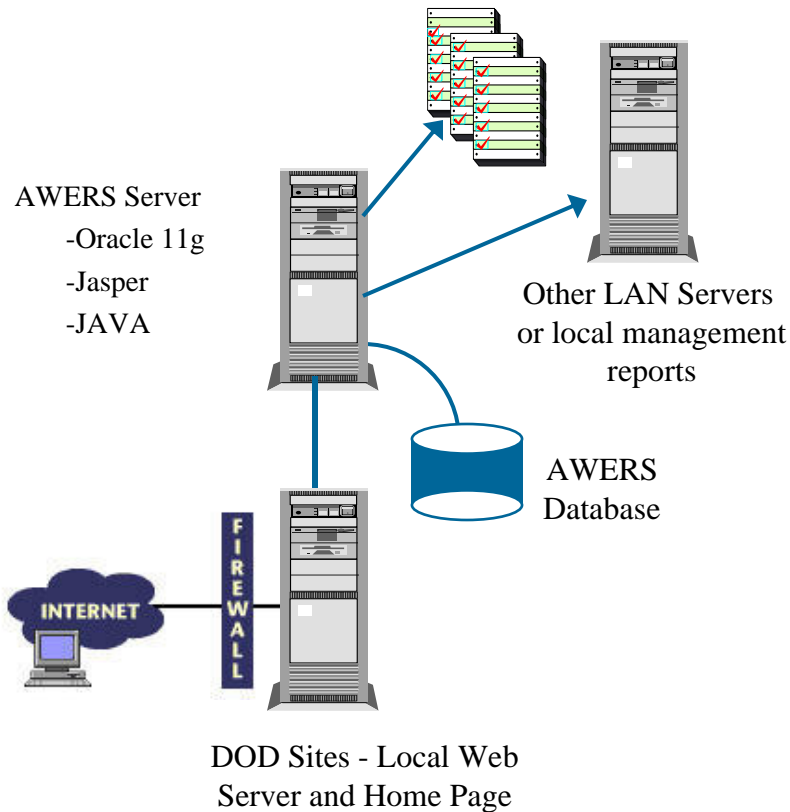 AWERS Server
-Oracle 11g
-Jasper
-JAVA
Other LAN Servers
or local management
reports
AWERS
Database
INTERNET
FIREWALL
DOD Sites - Local Web
Server and Home Page